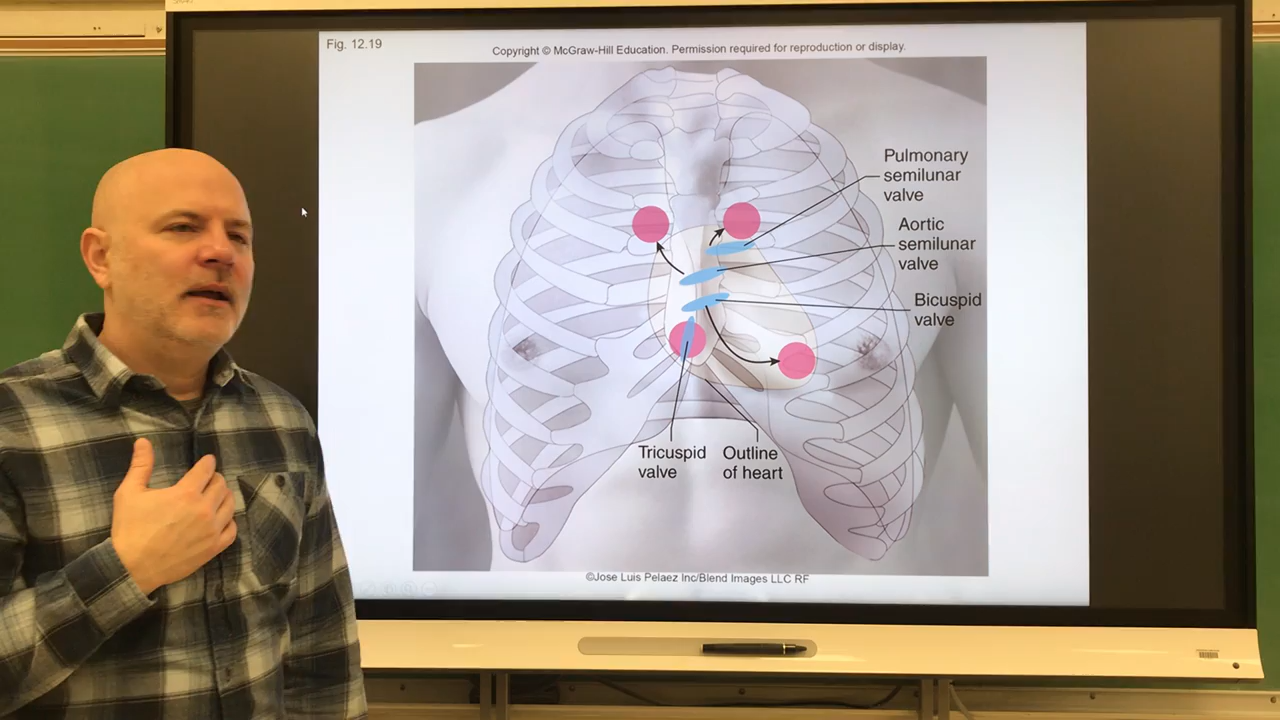 Fig. 12.19
Copyright © McGraw-Hill Education. Permission required for reproduction or display.
Pulmonary
semilunar
valve
Aortic
semilunar
valve
Bicuspid
valve
Tricuspid
valve
Outline
of heart
©Jose Luis Pelaez Inc/Blend Images LLC RF